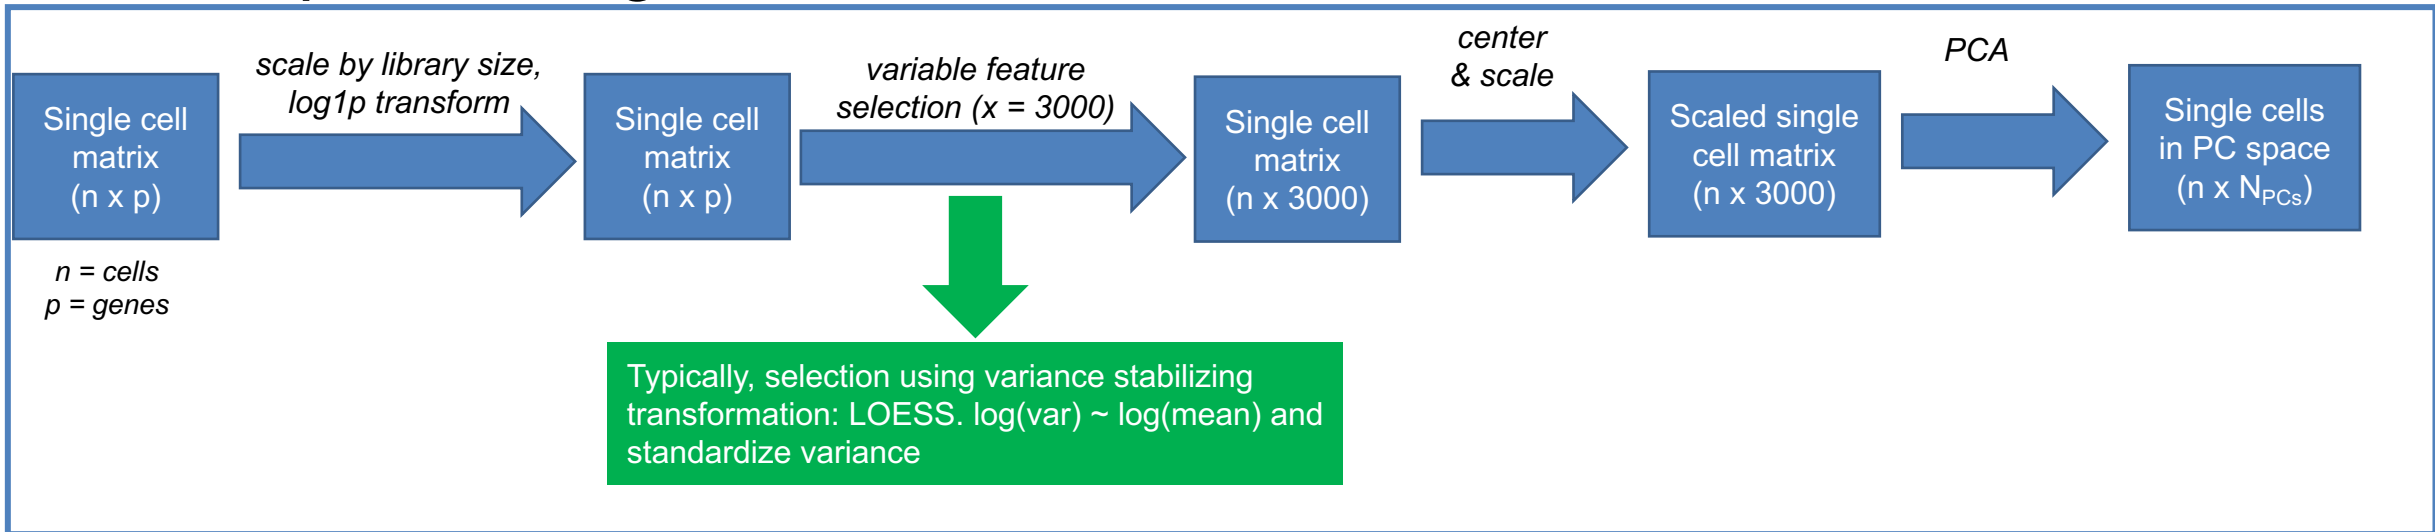 Single cell
matrix
(n x p)
n = cells
p = genes
scale by library size,
log1p transform
Single cell
matrix
(n x p)
variable feature
selection (x = 3000)
Single cell
matrix
(n x 3000)
center
& scale
Scaled single
cell matrix
(n x 3000)
PCA
Single cells
in PC space
(n x N_PCs)
Typically, selection using variance stabilizing
transformation: LOESS. log(var) ~ log(mean) and
standardize variance